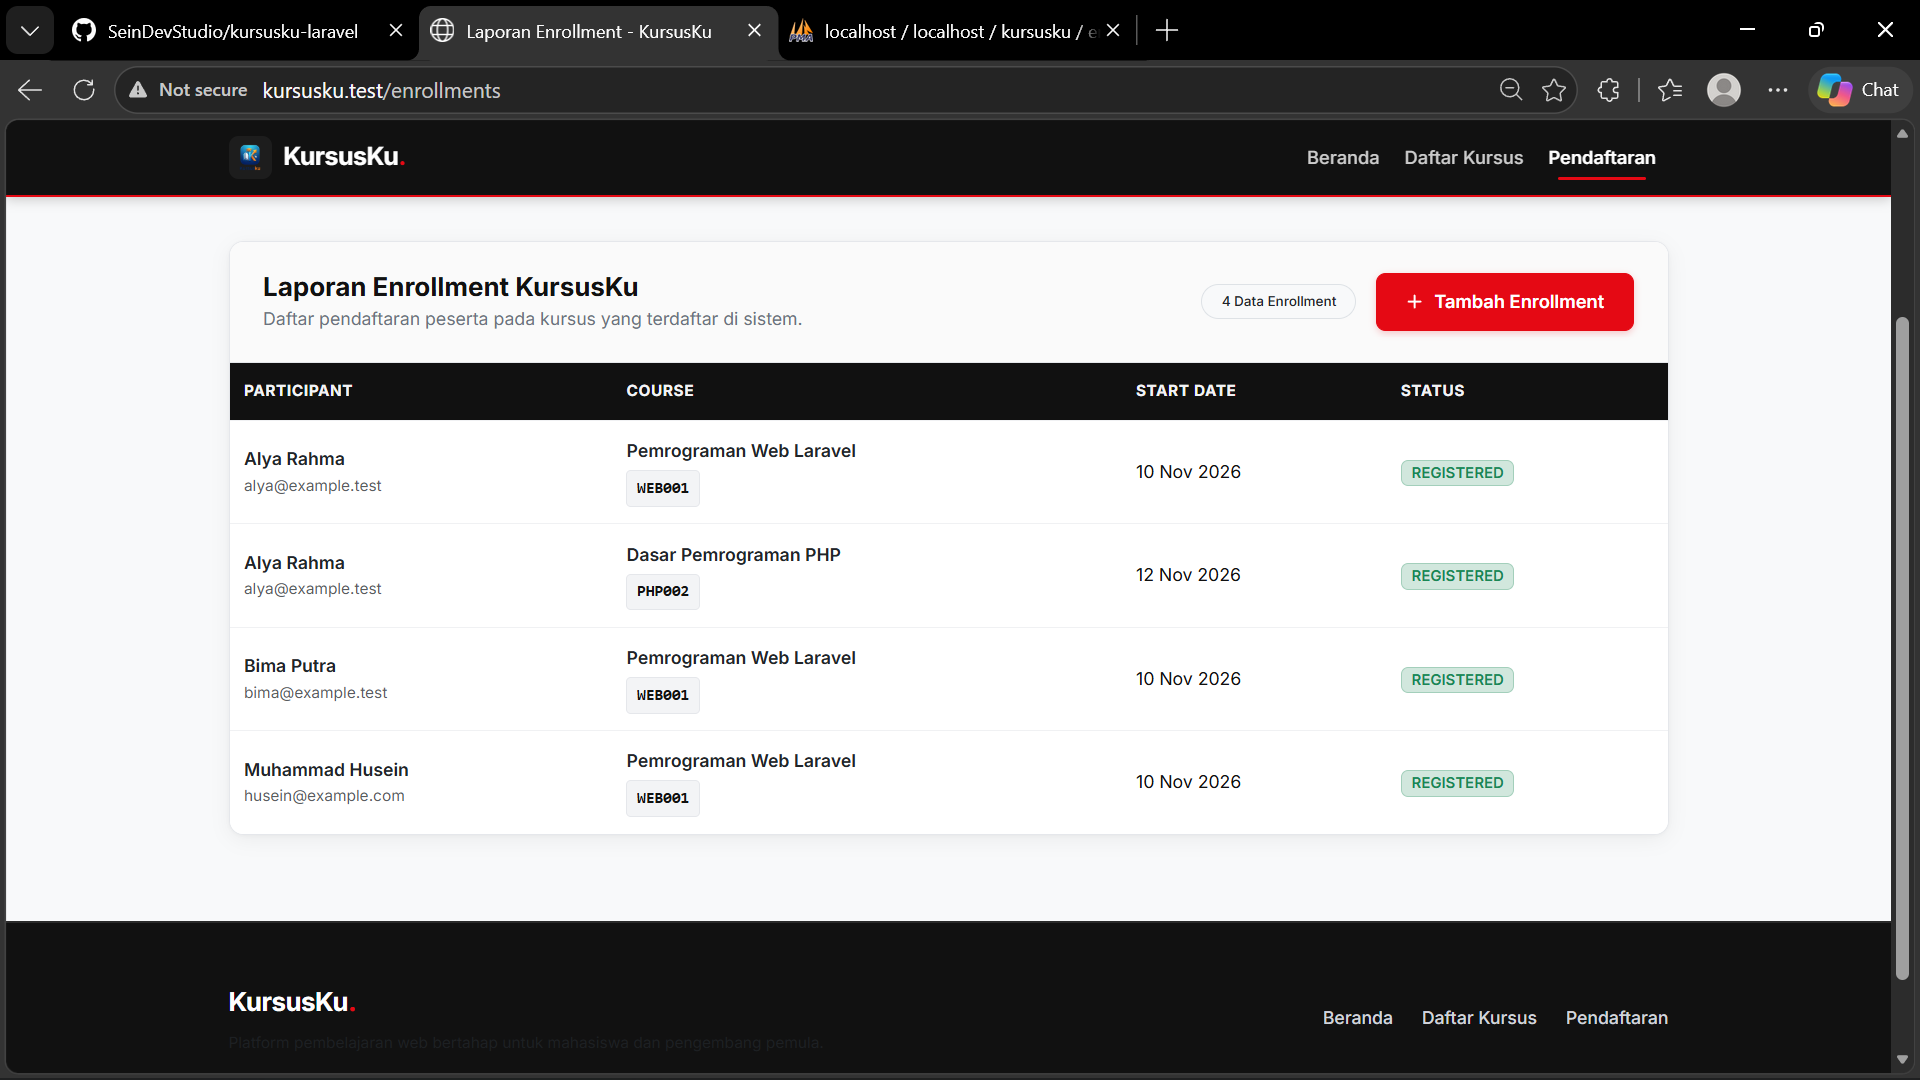 SeinDevStudio/kursusku-laravel
Laporan Enrollment - KursusKu
localhost / localhost / kursusku / e
Not secure
kursusku.test/enrollments
Chat
KursusKu.
Beranda
Daftar Kursus
Pendaftaran
Laporan Enrollment KursusKu
Daftar pendaftaran peserta pada kursus yang terdaftar di sistem.
4 Data Enrollment
+ Tambah Enrollment
PARTICIPANT COURSE START DATE STATUS
Alya Rahma
alya@example.test
Pemrograman Web Laravel
WEB001
10 Nov 2026
REGISTERED
Alya Rahma
alya@example.test
Dasar Pemrograman PHP
PHP002
12 Nov 2026
REGISTERED
Bima Putra
bima@example.test
Pemrograman Web Laravel
WEB001
10 Nov 2026
REGISTERED
Muhammad Husein
husein@example.com
Pemrograman Web Laravel
WEB001
10 Nov 2026
REGISTERED
KursusKu.
Platform pembelajaran web bertahap untuk mahasiswa dan pengembang pemula.
Beranda
Daftar Kursus
Pendaftaran